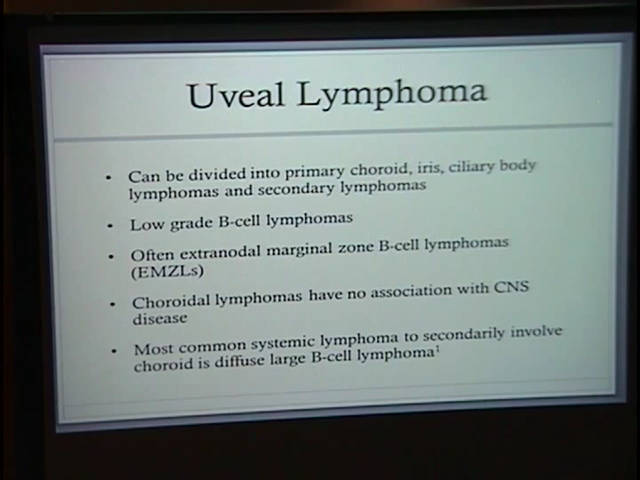 Uveal Lymphoma
• Can be divided into primary choroid, iris, ciliary body
lymphomas and secondary lymphomas
• Low grade B-cell lymphomas
• Often extranodal marginal zone B-cell lymphomas
(EMZLs)
• Choroidal lymphomas have no association with CNS
disease
• Most common systemic lymphoma to secondarily involve
choroid is diffuse large B-cell lymphoma¹